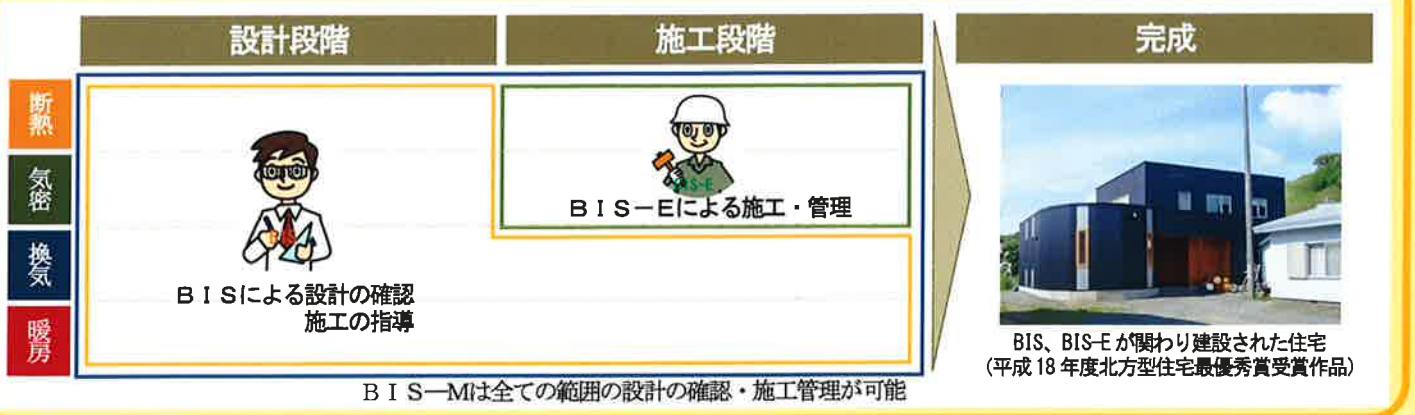 設計段階
施工段階
完成
断熱
気密
換気
暖房
BIS-E
ＢＩＳ－Ｅによる施工・管理
ＢＩＳによる設計の確認
施工の指導
ＢＩＳ―Ｍは全ての範囲の設計の確認・施工管理が可能
BIS、BIS-Eが関わり建設された住宅
(平成18年度北方型住宅最優秀賞受賞作品)